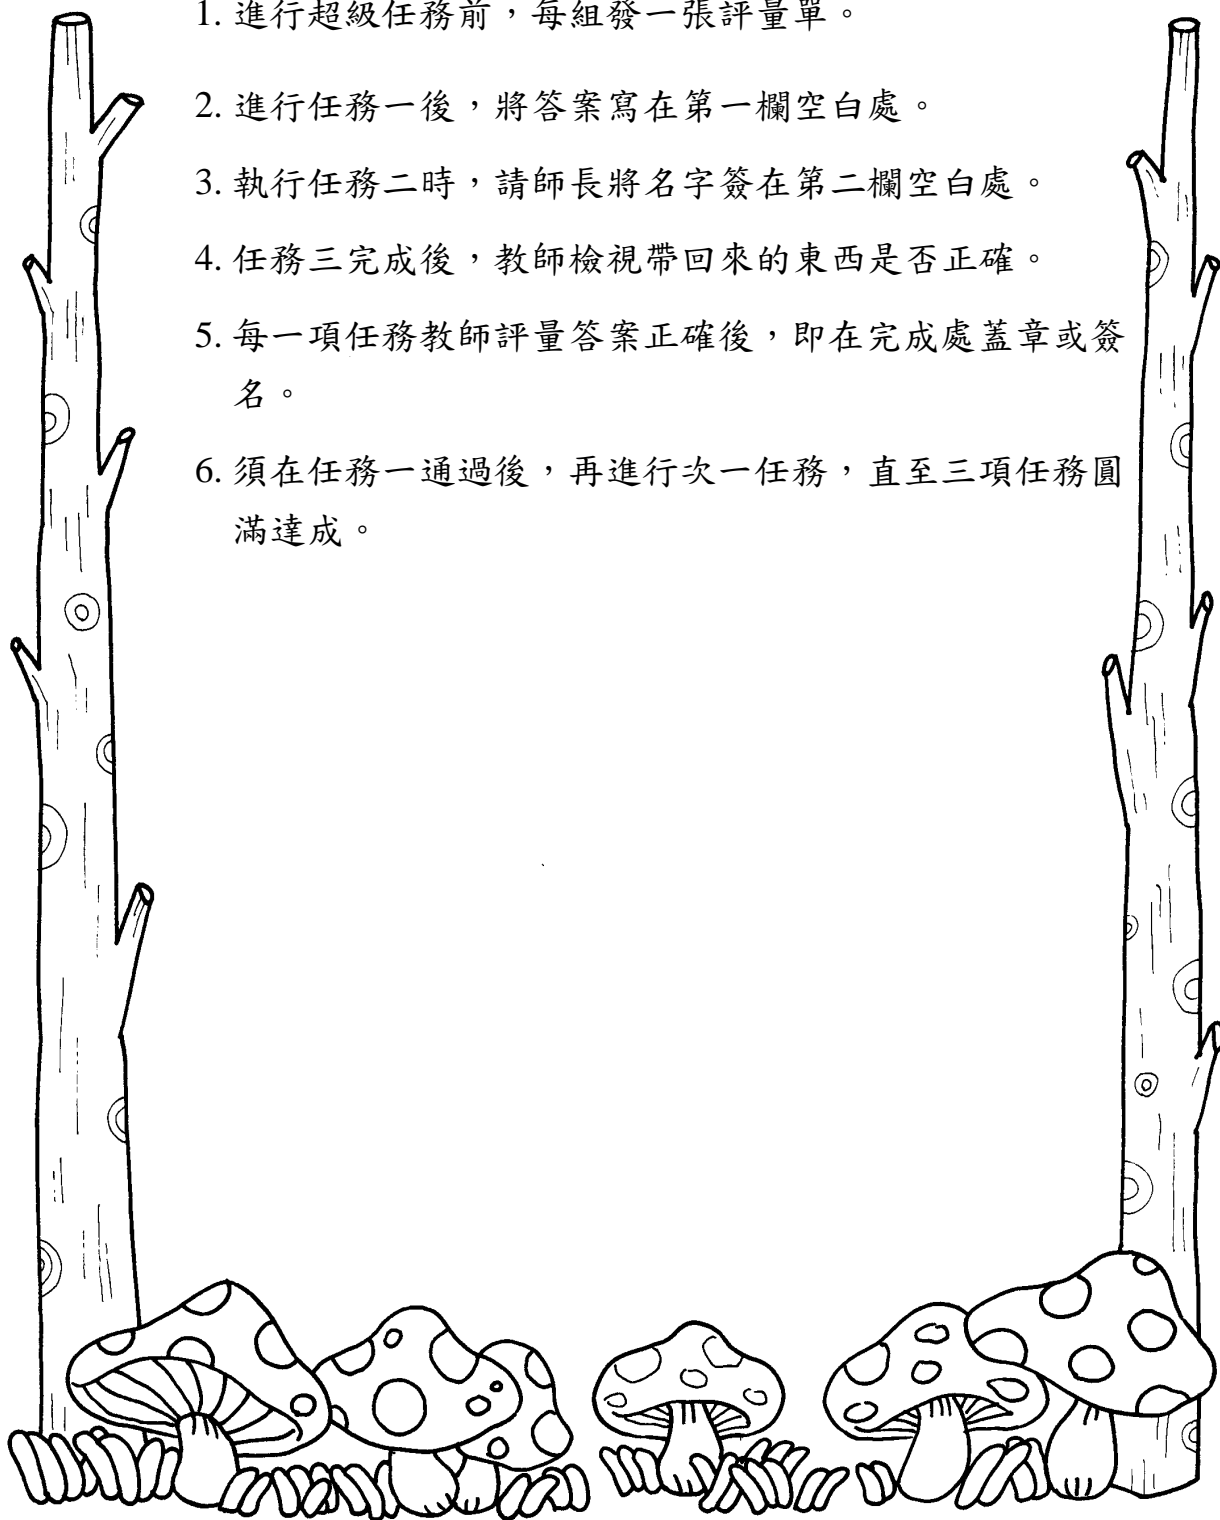 1. 進行超級任務前，每組發一張評量單。
2. 進行任務一後，將答案寫在第一欄空白處。
3. 執行任務二時，請師長將名字簽在第二欄空白處。
4. 任務三完成後，教師檢視帶回來的東西是否正確。
5. 每一項任務教師評量答案正確後，即在完成處蓋章或簽
名。
6. 須在任務一通過後，再進行次一任務，直至三項任務圓
滿達成。